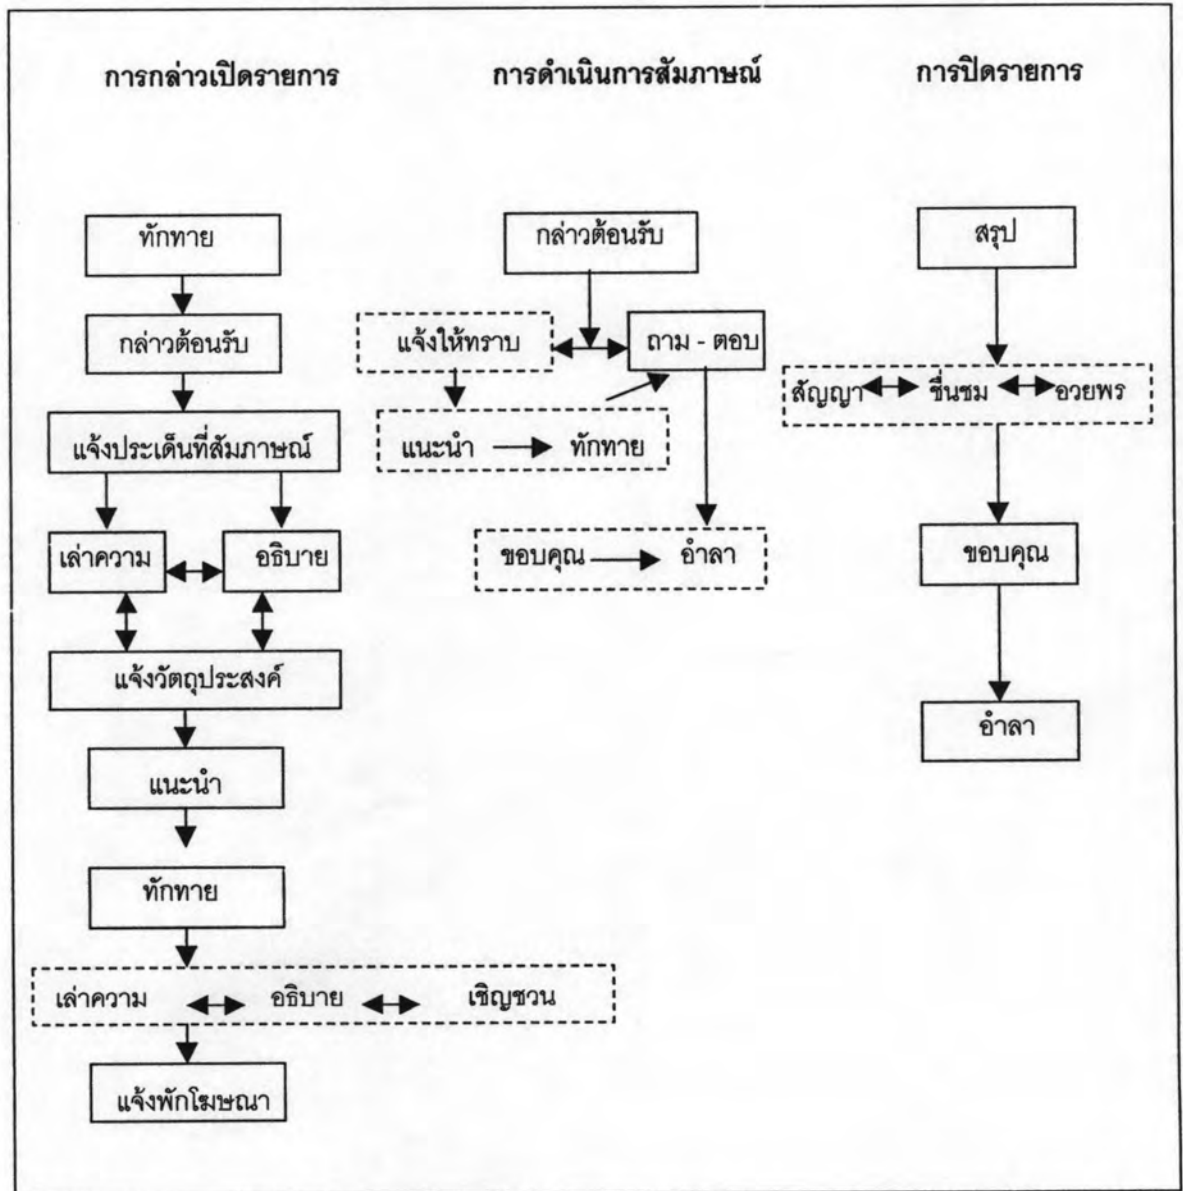 การกล่าวเปิดรายการ
ทักทาย
กล่าวต้อนรับ
แจ้งประเด็นที่สัมภาษณ์
เล่าความ อธิบาย
แจ้งวัตถุประสงค์
แนะนำ
ทักทาย
เล่าความ อธิบาย เชิญชวน
แจ้งพักโฆษณา
การดำเนินการสัมภาษณ์
กล่าวต้อนรับ
แจ้งให้ทราบ ถาม - ตอบ
แนะนำ ทักทาย
ขอบคุณ อำลา
การปิดรายการ
สรุป
สัญญา ชื่นชม อวยพร
ขอบคุณ
อำลา